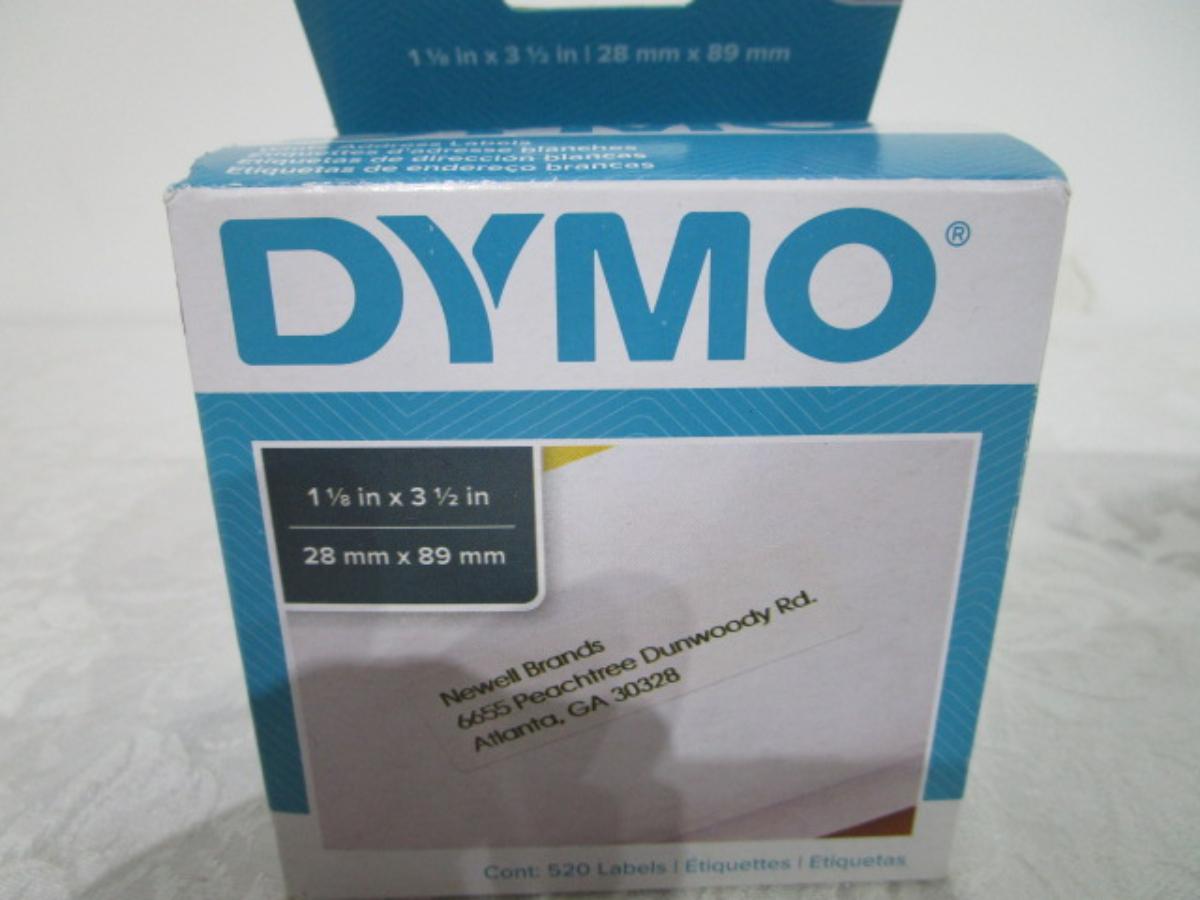 1 ⅛ in x 3 ½ in | 28 mm x 89 mm
Address Labels
d'adresse blanches
Etiquetas de dirección blancas
Etiquetas de endereço brancas
DYMO®
1 ⅛ in x 3 ½ in
28 mm x 89 mm
Newell Brands
6655 Peachtree Dunwoody Rd.
Atlanta, GA 30328
Cont: 520 Labels | Étiquettes | Etiquetas